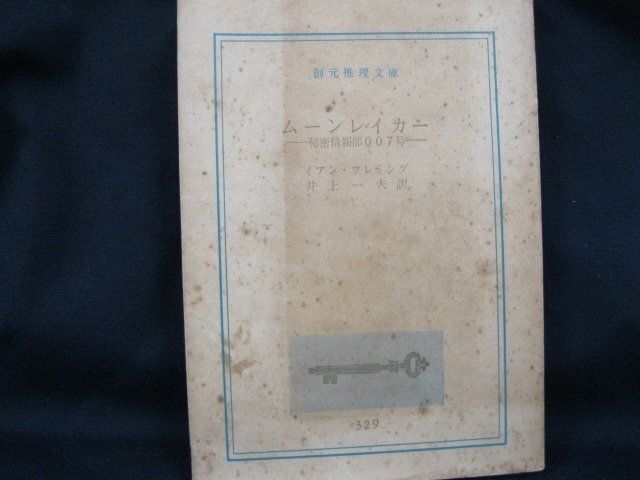 創元推理文庫
ムーンレイカー
——秘密情報部００７号——
イアン・フレミング
井上一夫訳
329